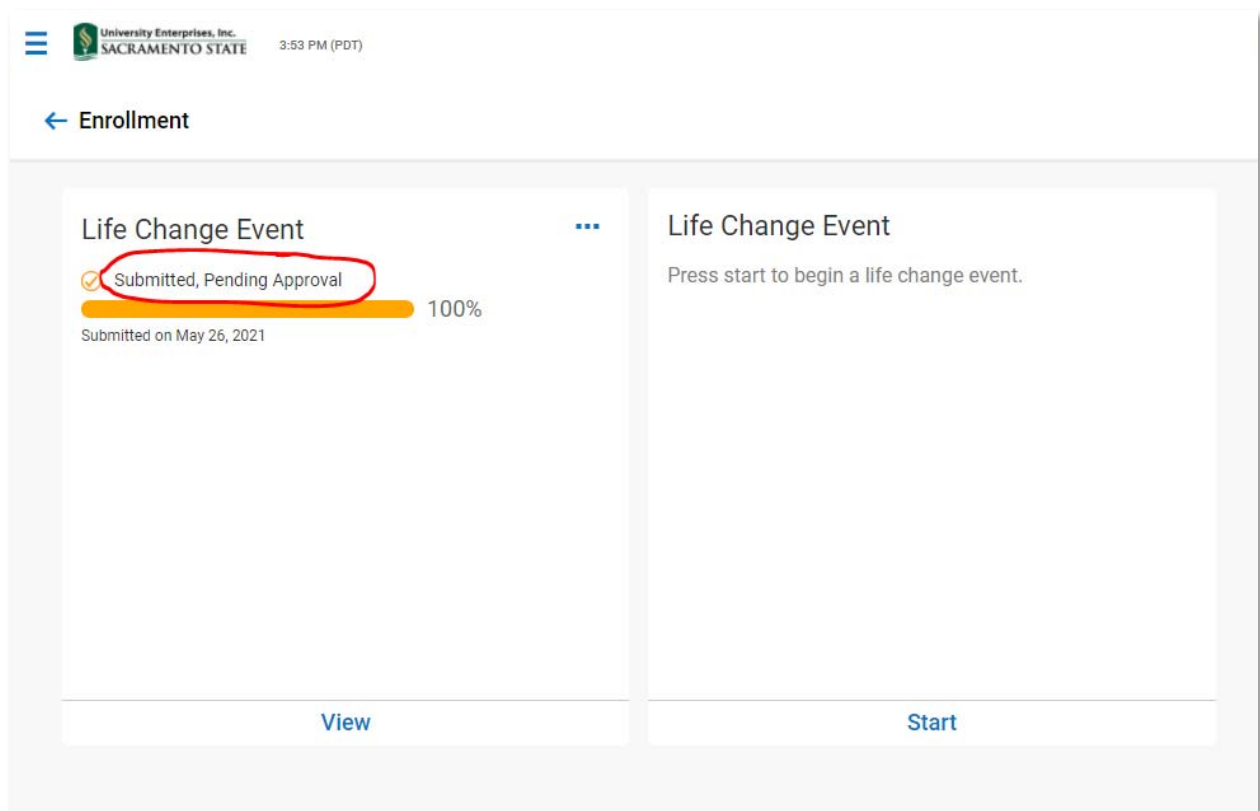 University Enterprises, Inc.
SACRAMENTO STATE
3:53 PM (PDT)
Enrollment
Life Change Event
Submitted, Pending Approval
100%
Submitted on May 26, 2021
View
Life Change Event
Press start to begin a life change event.
Start